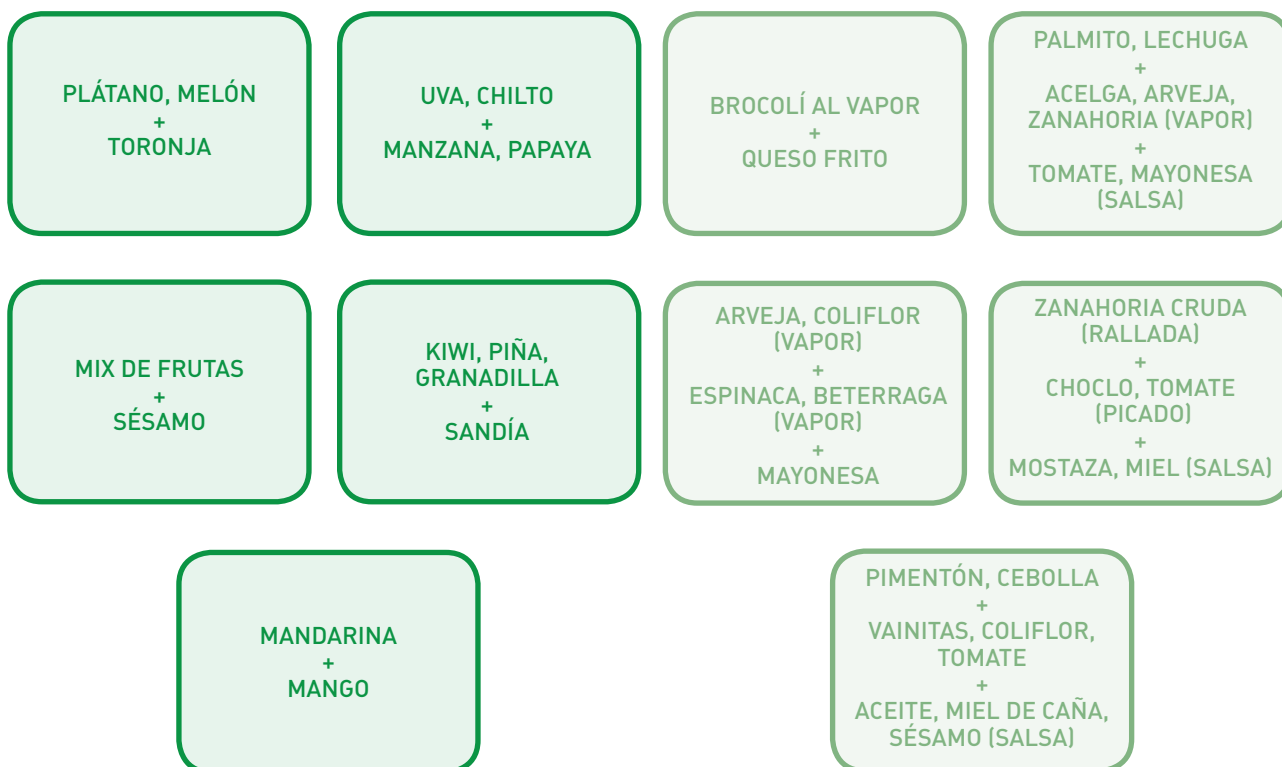 PLÁTANO, MELÓN
+
TORONJA
UVA, CHILTO
+
MANZANA, PAPAYA
BROCOLÍ AL VAPOR
+
QUESO FRITO
PALMITO, LECHUGA
+
ACELGA, ARVEJA,
ZANAHORIA (VAPOR)
+
TOMATE, MAYONESA
(SALSA)
MIX DE FRUTAS
+
SÉSAMO
KIWI, PIÑA,
GRANADILLA
+
SANDÍA
ARVEJA, COLIFLOR
(VAPOR)
+
ESPINACA, BETERRAGA
(VAPOR)
+
MAYONESA
ZANAHORIA CRUDA
(RALLADA)
+
CHOCLO, TOMATE
(PICADO)
+
MOSTAZA, MIEL (SALSA)
MANDARINA
+
MANGO
PIMENTÓN, CEBOLLA
+
VAINITAS, COLIFLOR,
TOMATE
+
ACEITE, MIEL DE CAÑA,
SÉSAMO (SALSA)